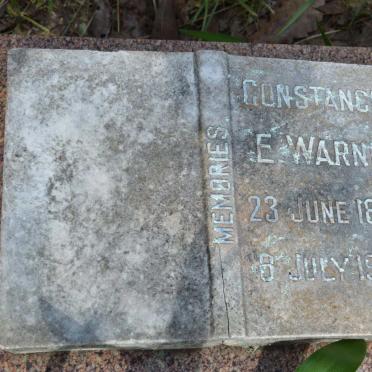 MEMORIES
CONSTANC
E. WARN
23 JUNE 18
8 JULY 19